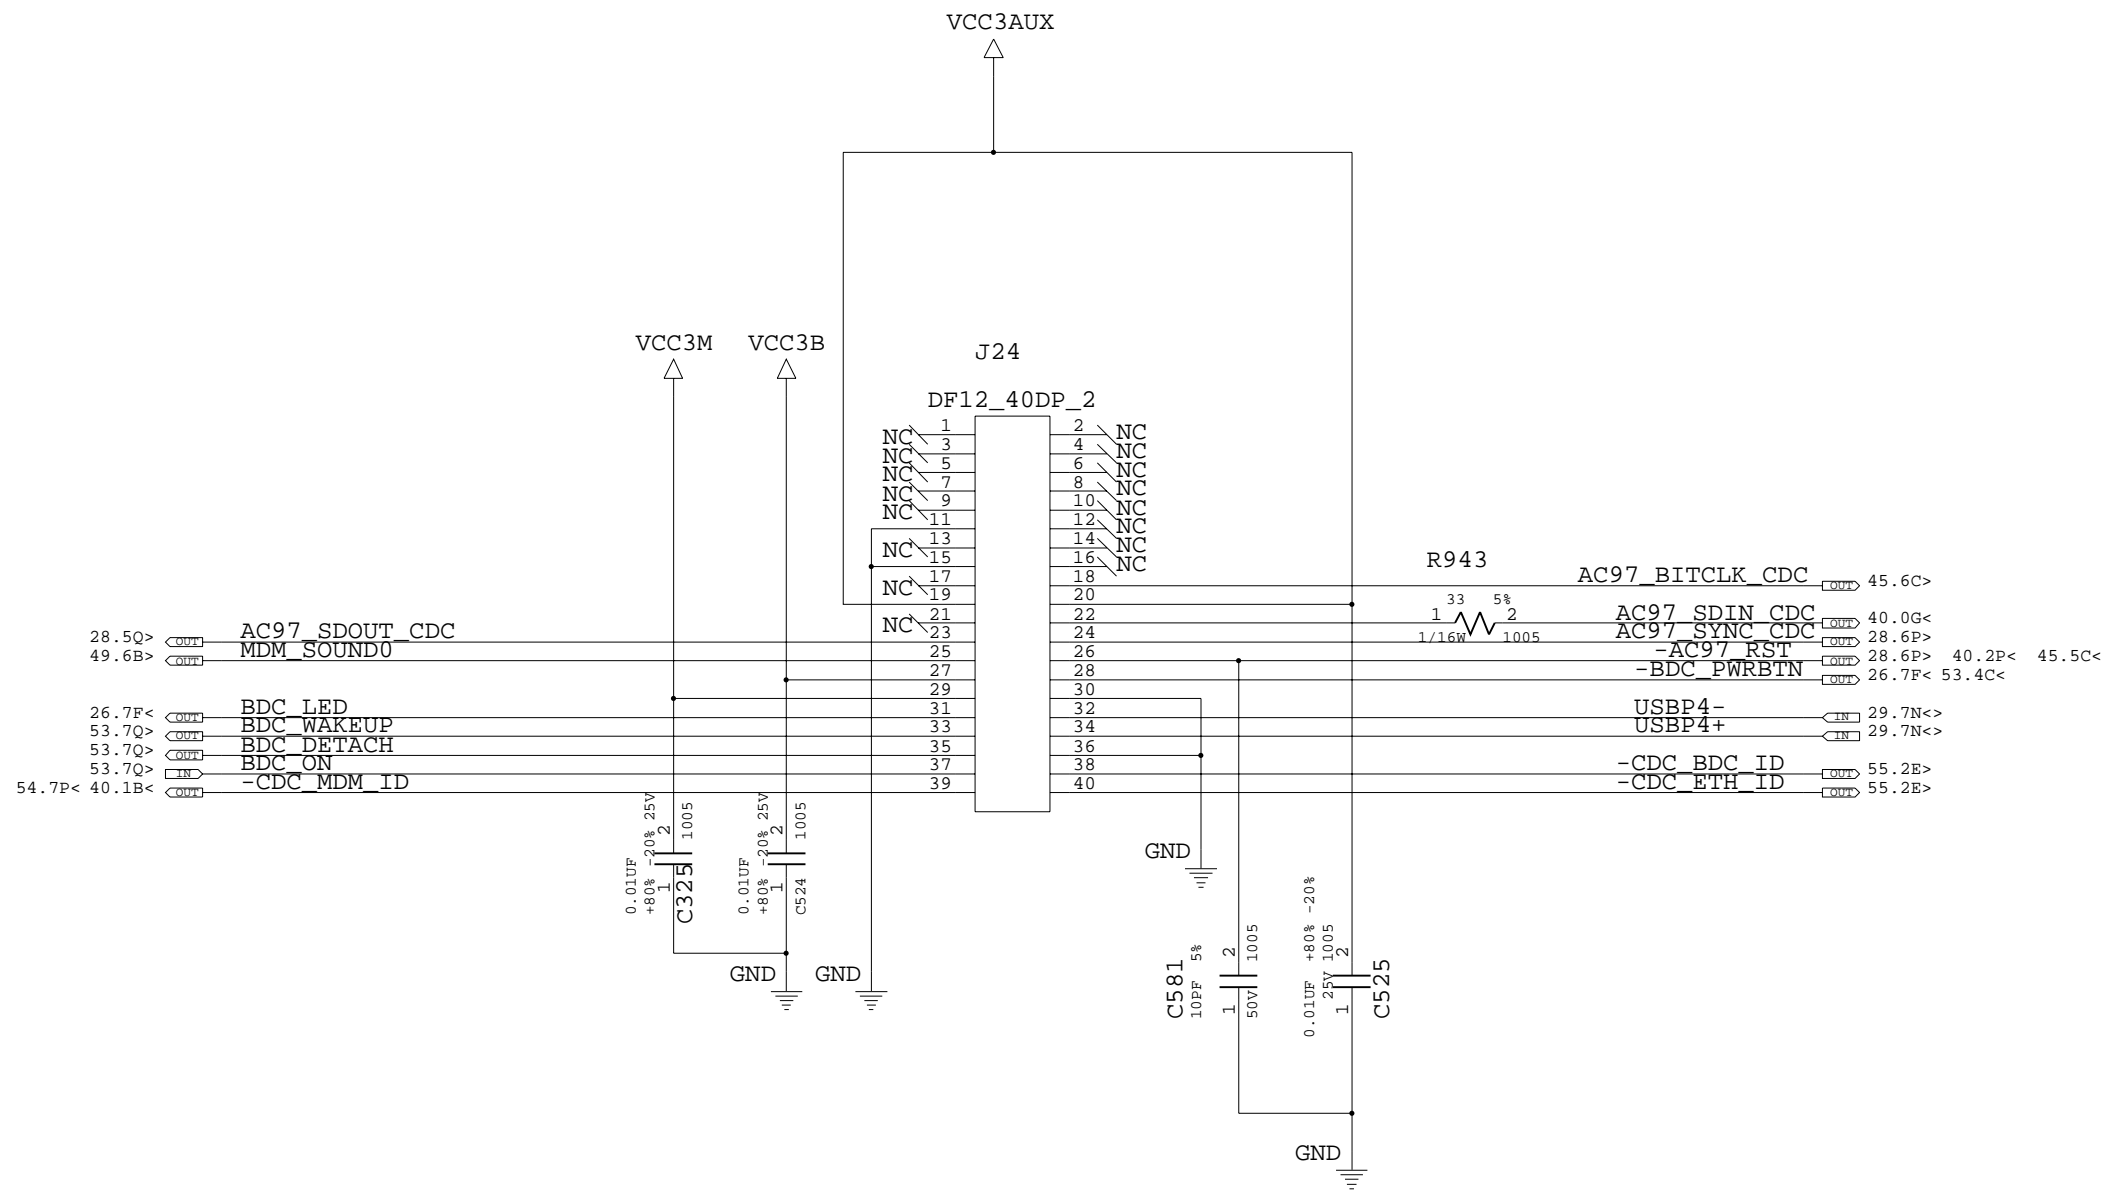 VCC3AUX
VCC3M
VCC3B
J24
DF12_40DP_2
NC 1 2 NC
NC 3 4 NC
NC 5 6 NC
NC 7 8 NC
NC 9 10 NC
11 12 NC
NC 13 14 NC
15 16 NC
R943
NC 17 18 AC97_BITCLK_CDC OUT 45.6C>
19 20
33 5%
NC 21 22 1 2 AC97_SDIN_CDC OUT 40.0G<
1/16W 1005
28.5Q> OUT AC97_SDOUT_CDC 23 24 AC97_SYNC_CDC OUT 28.6P>
49.6B> OUT MDM_SOUND0 25 26 -AC97_RST OUT 28.6P> 40.2P< 45.5C<
27 28 -BDC_PWRBTN OUT 26.7F< 53.4C<
29 30
26.7F< OUT BDC_LED 31 32 USBP4- IN 29.7N<>
53.7Q> OUT BDC_WAKEUP 33 34 USBP4+ IN 29.7N<>
53.7Q> OUT BDC_DETACH 35 36
53.7Q> IN BDC_ON 37 38 -CDC_BDC_ID OUT 55.2E>
54.7P< 40.1B< OUT -CDC_MDM_ID 39 40 -CDC_ETH_ID OUT 55.2E>
0.01UF
+80% -20% 25V
1 2
C325 1005
0.01UF
+80% -20% 25V
1 2
C524 1005
GND
GND
GND
C581
10PF 5%
1 2
50V 1005
0.01UF +80% -20%
25V 1005
1 2
C525
GND